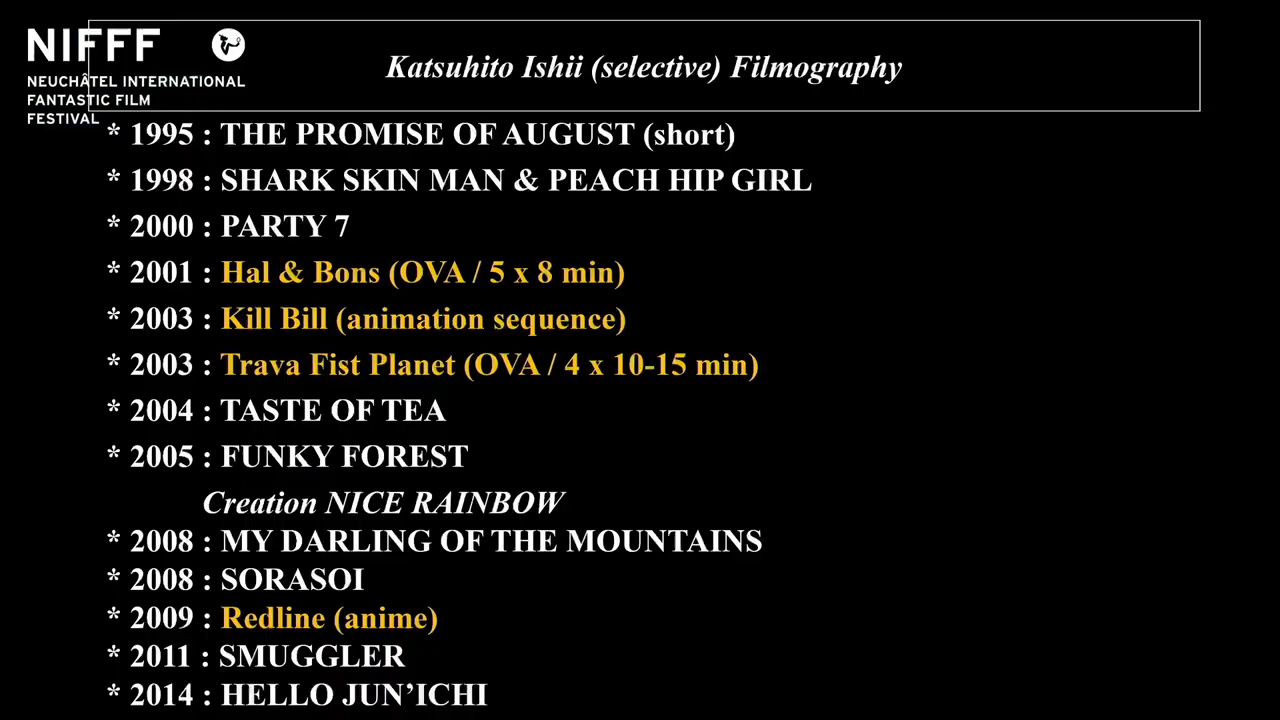 NIFFF
NEUCHÂTEL INTERNATIONAL
FANTASTIC FILM
FESTIVAL
Katsuhito Ishii (selective) Filmography
* 1995 : THE PROMISE OF AUGUST (short)
* 1998 : SHARK SKIN MAN & PEACH HIP GIRL
* 2000 : PARTY 7
* 2001 : Hal & Bons (OVA / 5 x 8 min)
* 2003 : Kill Bill (animation sequence)
* 2003 : Trava Fist Planet (OVA / 4 x 10-15 min)
* 2004 : TASTE OF TEA
* 2005 : FUNKY FOREST
Creation NICE RAINBOW
* 2008 : MY DARLING OF THE MOUNTAINS
* 2008 : SORASOI
* 2009 : Redline (anime)
* 2011 : SMUGGLER
* 2014 : HELLO JUN’ICHI